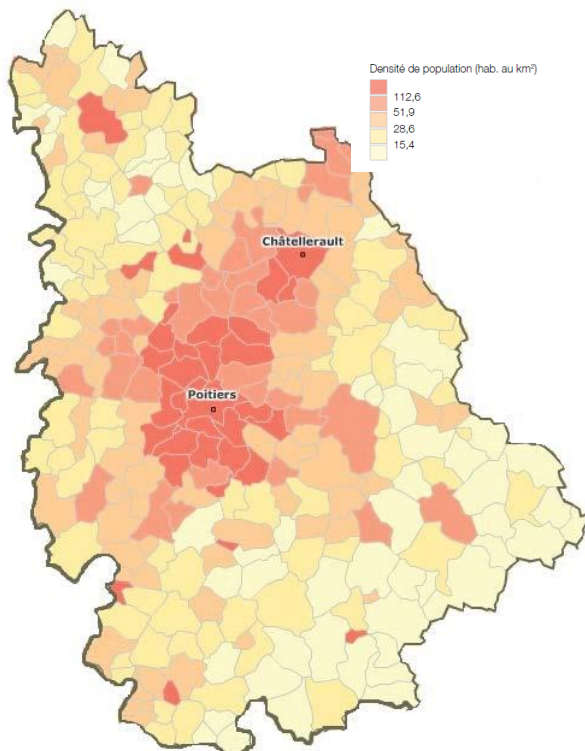 Densité de population (hab. au km²)
112,6
51,9
28,6
15,4
Châtellerault
Poitiers